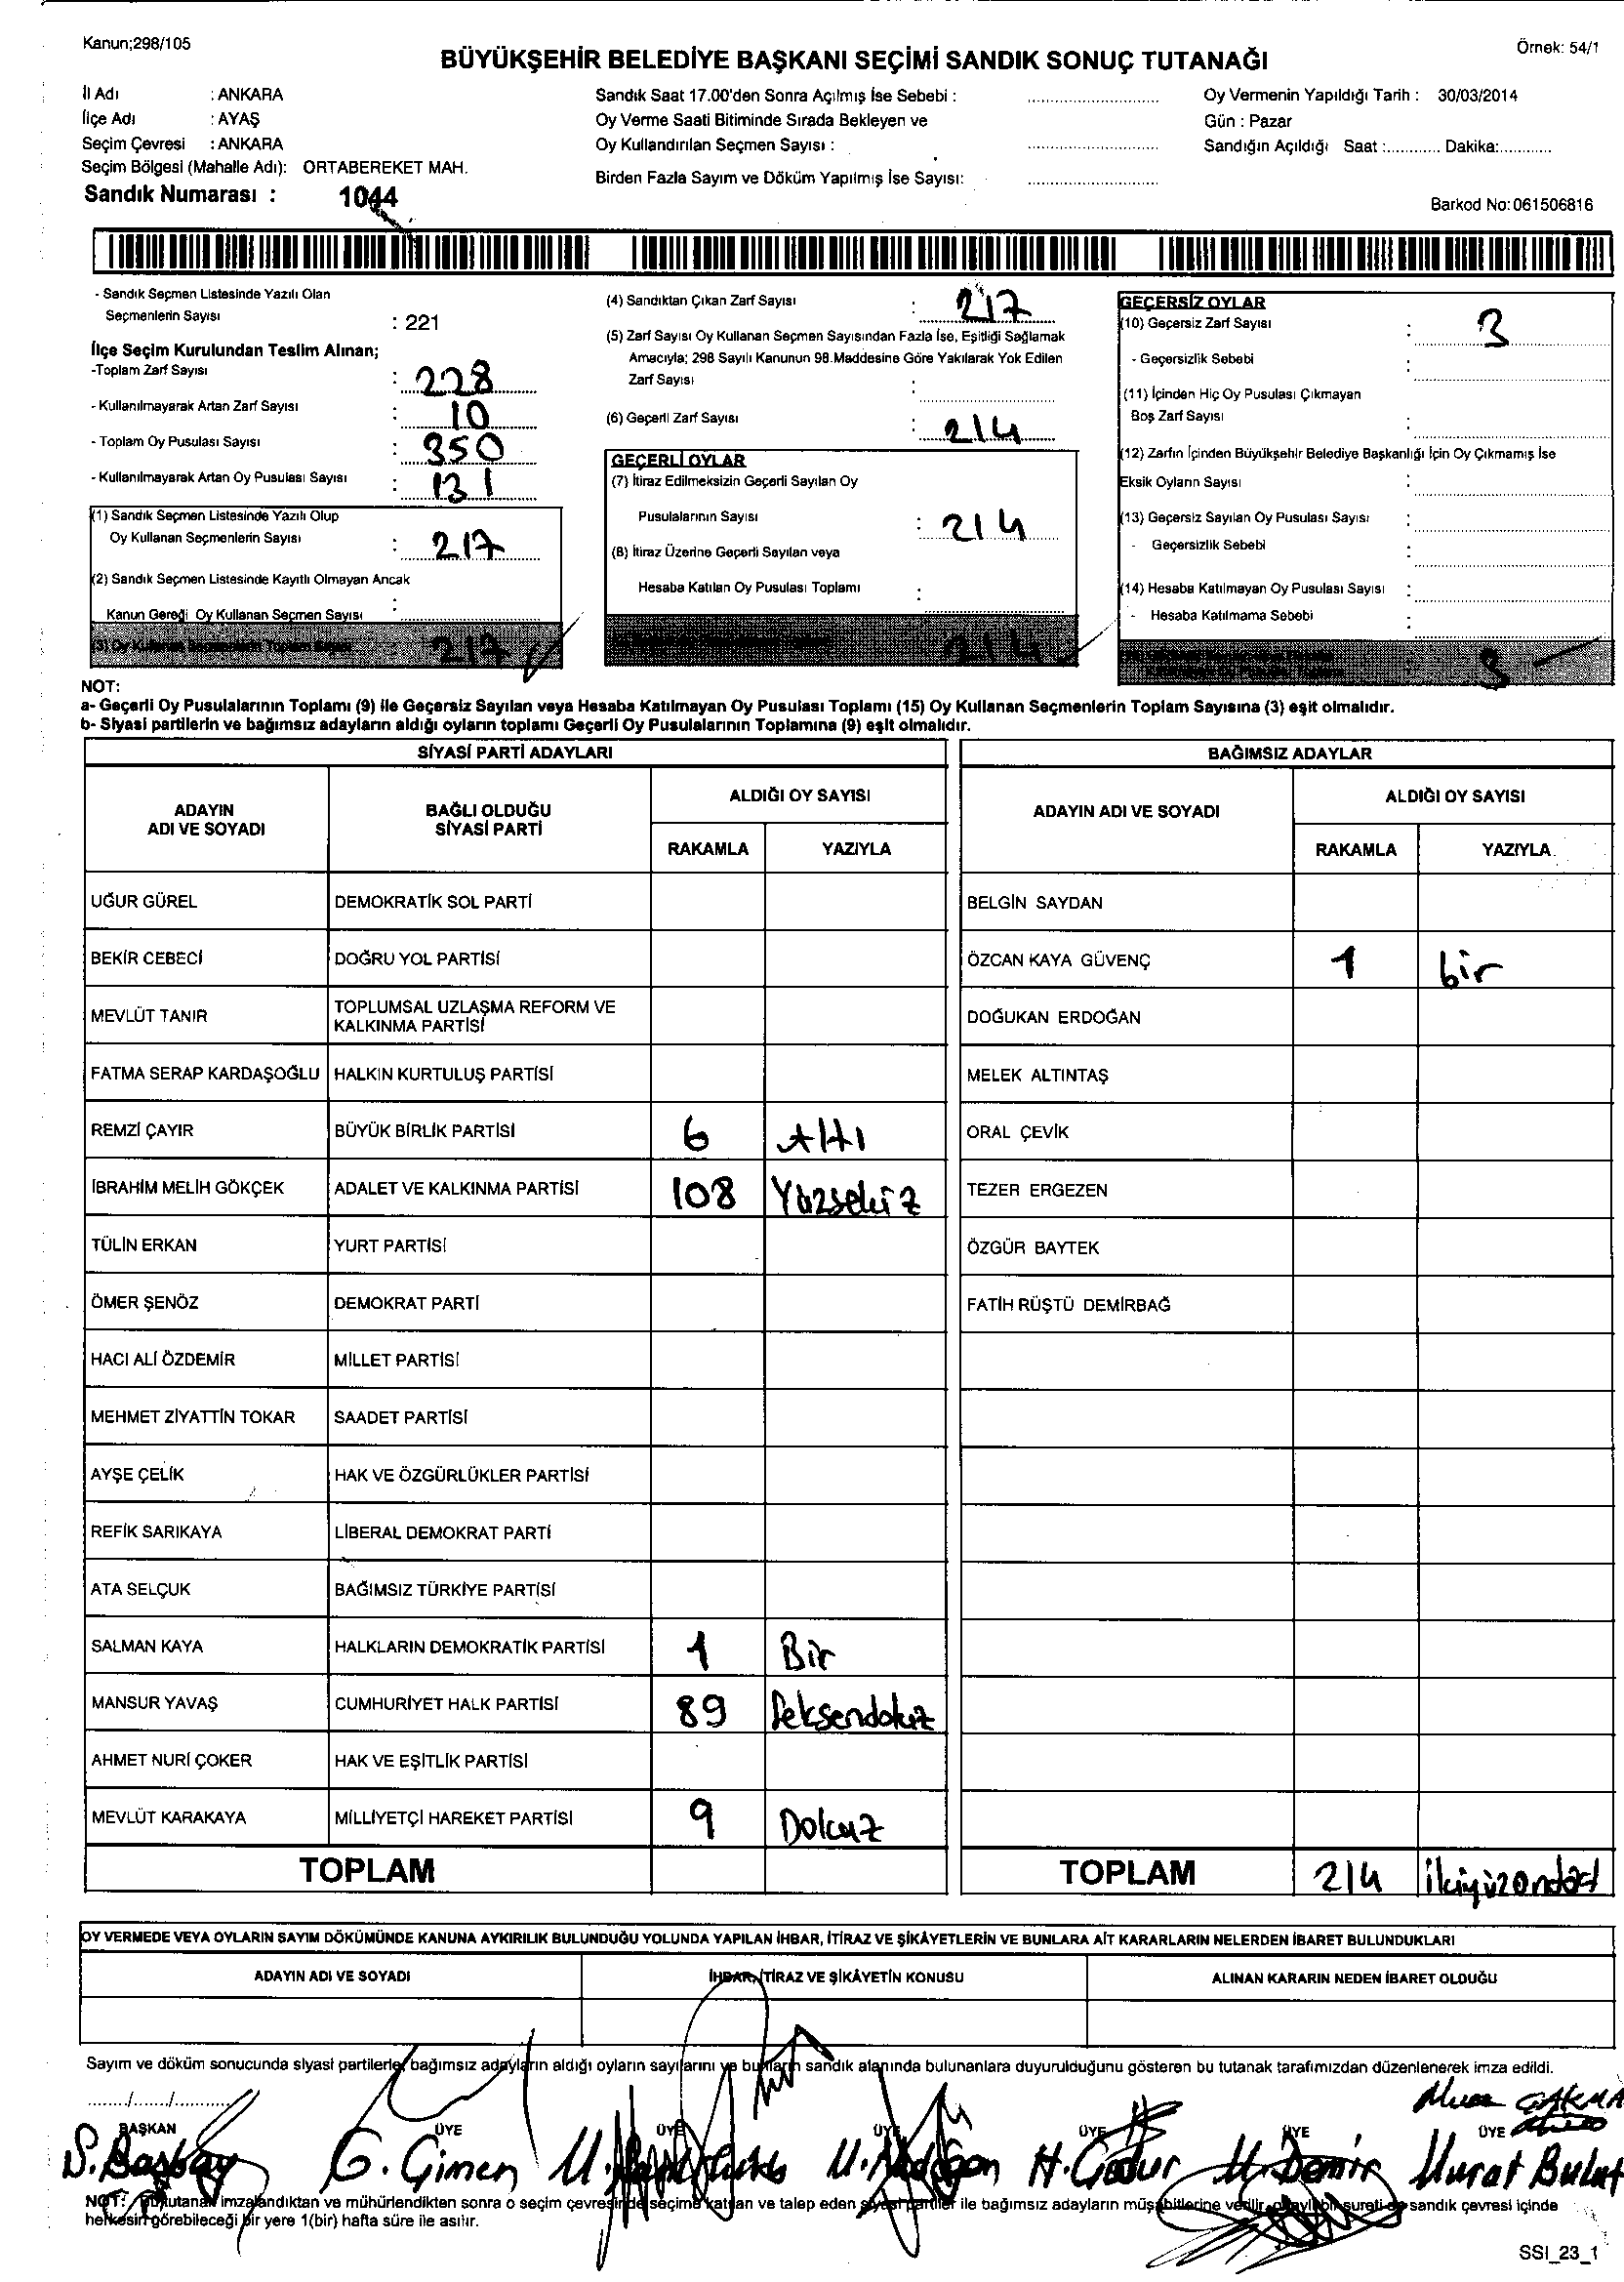 Kanun;298/105
Örnek: 54/1
BÜYÜKŞEHİR BELEDİYE BAŞKANI SEÇİMİ SANDIK SONUÇ TUTANAĞI
İl Adı : ANKARA
İlçe Adı : AYAŞ
Seçim Çevresi : ANKARA
Seçim Bölgesi (Mahalle Adı): ORTABEREKET MAH.
Sandık Numarası : 1044
Sandık Saat 17.00'den Sonra Açılmış İse Sebebi :
Oy Verme Saati Bitiminde Sırada Bekleyen ve
Oy Kullandırılan Seçmen Sayısı :
Birden Fazla Sayım ve Döküm Yapılmış İse Sayısı:
Oy Vermenin Yapıldığı Tarih : 30/03/2014
Gün : Pazar
Sandığın Açıldığı Saat :........... Dakika:...........
Barkod No: 061506816
- Sandık Seçmen Listesinde Yazılı Olan
Seçmenlerin Sayısı : 221
İlçe Seçim Kurulundan Teslim Alınan;
-Toplam Zarf Sayısı : 228
- Kullanılmayarak Artan Zarf Sayısı : 10
- Toplam Oy Pusulası Sayısı : 350
- Kullanılmayarak Artan Oy Pusulası Sayısı : 131
(1) Sandık Seçmen Listesinde Yazılı Olup
Oy Kullanan Seçmenlerin Sayısı : 217
(2) Sandık Seçmen Listesinde Kayıtlı Olmayan Ancak
Kanun Gereği Oy Kullanan Seçmen Sayısı :
(3) Oy Kullanan Seçmenlerin Toplam Sayısı 217
(4) Sandıktan Çıkan Zarf Sayısı : 217
(5) Zarf Sayısı Oy Kullanan Seçmen Sayısından Fazla İse, Eşitliği Sağlamak
Amacıyla; 298 Sayılı Kanunun 98.Maddesine Göre Yakılarak Yok Edilen
Zarf Sayısı :
(6) Geçerli Zarf Sayısı : 214
GEÇERLİ OYLAR
(7) İtiraz Edilmeksizin Geçerli Sayılan Oy
Pusulalarının Sayısı : 214
(8) İtiraz Üzerine Geçerli Sayılan veya
Hesaba Katılan Oy Pusulası Toplamı :
214
GEÇERSİZ OYLAR
(10) Geçersiz Zarf Sayısı : 3
- Geçersizlik Sebebi :
(11) İçinden Hiç Oy Pusulası Çıkmayan
Boş Zarf Sayısı :
(12) Zarfın İçinden Büyükşehir Belediye Başkanlığı İçin Oy Çıkmamış İse
Eksik Oyların Sayısı :
(13) Geçersiz Sayılan Oy Pusulası Sayısı :
- Geçersizlik Sebebi :
(14) Hesaba Katılmayan Oy Pusulası Sayısı :
- Hesaba Katılmama Sebebi :
3
NOT:
a- Geçerli Oy Pusulalarının Toplamı (9) ile Geçersiz Sayılan veya Hesaba Katılmayan Oy Pusulası Toplamı (15) Oy Kullanan Seçmenlerin Toplam Sayısına (3) eşit olmalıdır.
b- Siyasi partilerin ve bağımsız adayların aldığı oyların toplamı Geçerli Oy Pusulalarının Toplamına (9) eşit olmalıdır.
SİYASİ PARTİ ADAYLARI
ADAYIN ADI VE SOYADI BAĞLI OLDUĞU SİYASİ PARTİ ALDIĞI OY SAYISI
RAKAMLA YAZIYLA
UĞUR GÜREL DEMOKRATİK SOL PARTİ
BEKİR CEBECİ DOĞRU YOL PARTİSİ
MEVLÜT TANIR TOPLUMSAL UZLAŞMA REFORM VE KALKINMA PARTİSİ
FATMA SERAP KARDAŞOĞLU HALKIN KURTULUŞ PARTİSİ
REMZİ ÇAYIR BÜYÜK BİRLİK PARTİSİ 6 Altı
İBRAHİM MELİH GÖKÇEK ADALET VE KALKINMA PARTİSİ 108 Yüzsekiz
TÜLİN ERKAN YURT PARTİSİ
ÖMER ŞENÖZ DEMOKRAT PARTİ
HACI ALİ ÖZDEMİR MİLLET PARTİSİ
MEHMET ZİYATTİN TOKAR SAADET PARTİSİ
AYŞE ÇELİK HAK VE ÖZGÜRLÜKLER PARTİSİ
REFİK SARIKAYA LİBERAL DEMOKRAT PARTİ
ATA SELÇUK BAĞIMSIZ TÜRKİYE PARTİSİ
SALMAN KAYA HALKLARIN DEMOKRATİK PARTİSİ 1 Bir
MANSUR YAVAŞ CUMHURİYET HALK PARTİSİ 89 Seksendokuz
AHMET NURİ ÇOKER HAK VE EŞİTLİK PARTİSİ
MEVLÜT KARAKAYA MİLLİYETÇİ HAREKET PARTİSİ 9 Dokuz
TOPLAM
BAĞIMSIZ ADAYLAR
ADAYIN ADI VE SOYADI ALDIĞI OY SAYISI
RAKAMLA YAZIYLA
BELGİN SAYDAN
ÖZCAN KAYA GÜVENÇ 1 bir
DOĞUKAN ERDOĞAN
MELEK ALTINTAŞ
ORAL ÇEVİK
TEZER ERGEZEN
ÖZGÜR BAYTEK
FATİH RÜŞTÜ DEMİRBAĞ
TOPLAM 214 ikiyüzondört
OY VERMEDE VEYA OYLARIN SAYIM DÖKÜMÜNDE KANUNA AYKIRILIK BULUNDUĞU YOLUNDA YAPILAN İHBAR, İTİRAZ VE ŞİKÂYETLERİN VE BUNLARA AİT KARARLARIN NELERDEN İBARET BULUNDUKLARI
ADAYIN ADI VE SOYADI İHBAR, İTİRAZ VE ŞİKÂYETİN KONUSU ALINAN KARARIN NEDEN İBARET OLDUĞU
Sayım ve döküm sonucunda siyasi partilerle, bağımsız adayların aldığı oyların sayılarını ve bunların sandık alanında bulunanlara duyurulduğunu gösteren bu tutanak tarafımızdan düzenlenerek imza edildi.
......../......./...........
BAŞKAN ÜYE ÜYE ÜYE ÜYE ÜYE ÜYE
S. Başbay G. Çimen H. M. Demir Murat Bulut
NOT: Bu tutanak imzalandıktan ve mühürlendikten sonra o seçim çevresinde seçime katılan ve talep eden siyasi partiler ile bağımsız adayların müşahitlerine verilir, onaylı bir sureti de sandık çevresi içinde
herkesin görebileceği bir yere 1(bir) hafta süre ile asılır.
SSI_23_1